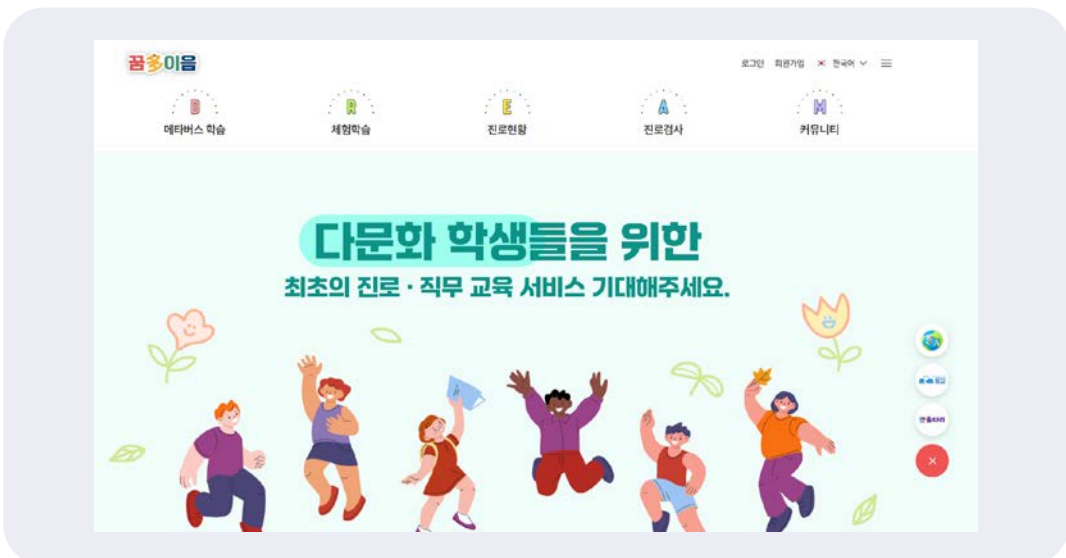 꿈多이음
로그인 회원가입 한국어
D R E A M
메타버스 학습 체험학습 진로현황 진로검사 커뮤니티
다문화 학생들을 위한
최초의 진로 · 직무 교육 서비스 기대해주세요.